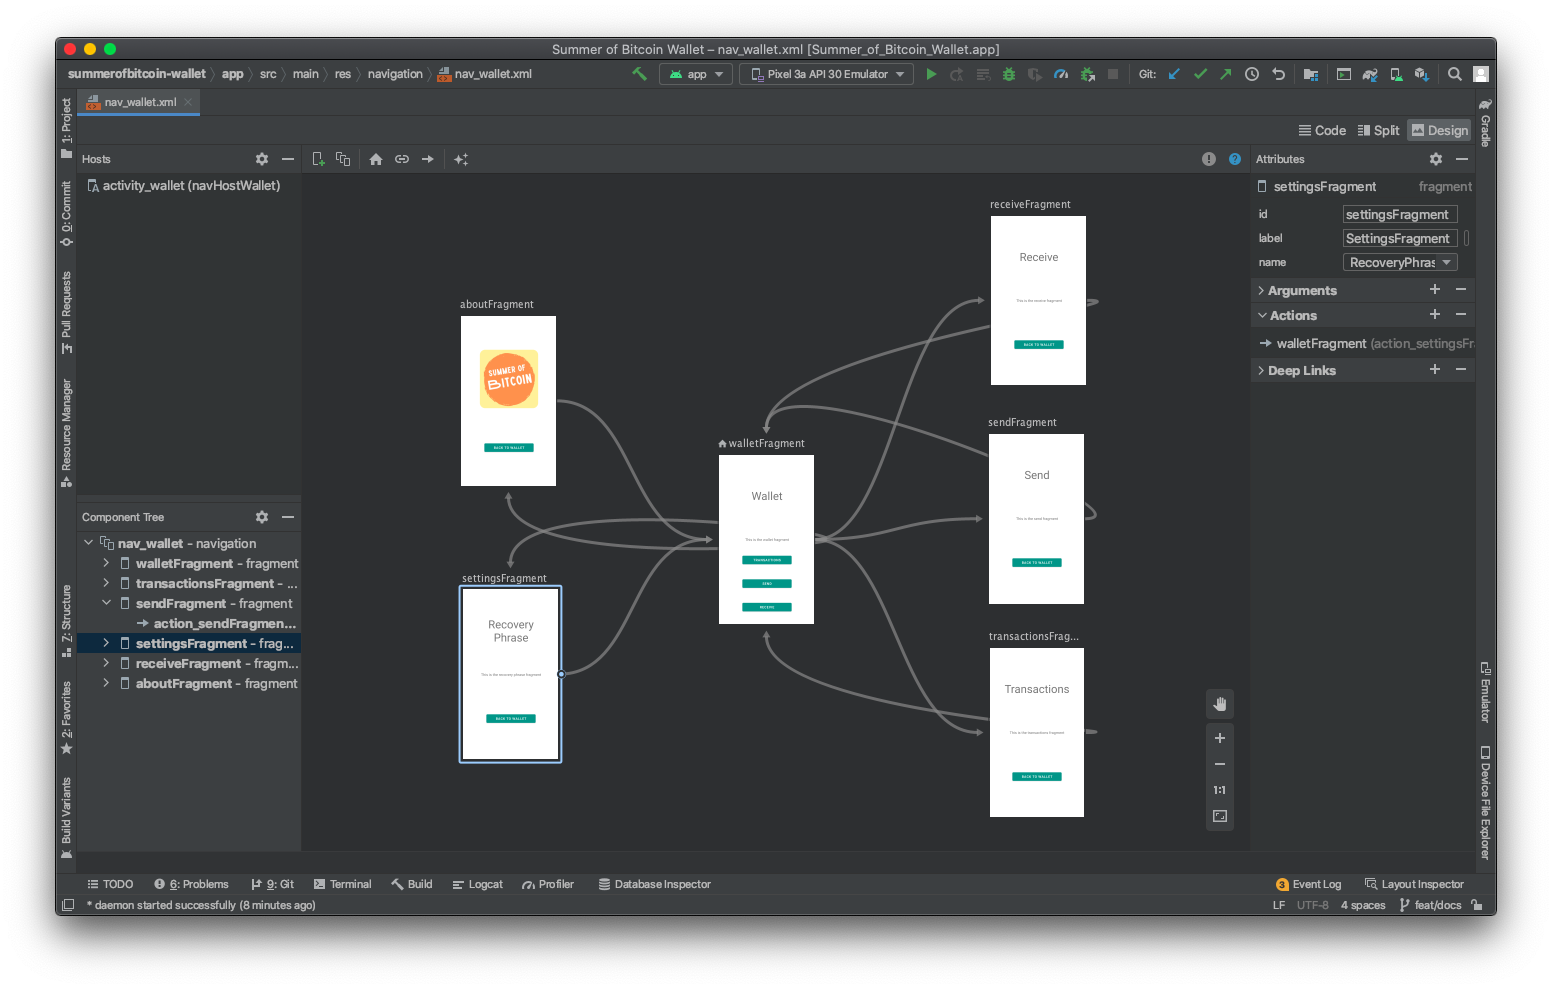 Summer of Bitcoin Wallet – nav_wallet.xml [Summer_of_Bitcoin_Wallet.app]
summerofbitcoin-wallet
app
src
main
res
navigation
nav_wallet.xml
app
Pixel 3a API 30 Emulator
Git:
nav_wallet.xml
Code
Split
Design
1: Project
0: Commit
Pull Requests
Resource Manager
Z: Structure
2: Favorites
Build Variants
Hosts
activity_wallet (navHostWallet)
Component Tree
nav_wallet – navigation
walletFragment – fragment
transactionsFragment – ...
sendFragment – fragment
action_sendFragmen...
settingsFragment – frag...
receiveFragment – fragm...
aboutFragment – fragment
aboutFragment
SUMMER OF
BITCOIN
BACK TO WALLET
settingsFragment
Recovery
Phrase
This is the recovery phrase fragment
BACK TO WALLET
walletFragment
Wallet
This is the wallet fragment
TRANSACTIONS
SEND
RECEIVE
receiveFragment
Receive
This is the receive fragment
BACK TO WALLET
sendFragment
Send
This is the send fragment
BACK TO WALLET
transactionsFrag...
Transactions
This is the transactions fragment
BACK TO WALLET
1:1
Attributes
settingsFragment
fragment
id
settingsFragment
label
SettingsFragment
name
RecoveryPhras
Arguments
Actions
walletFragment (action_settingsFr
Deep Links
Gradle
Emulator
Device File Explorer
TODO
6: Problems
9: Git
Terminal
Build
Logcat
Profiler
Database Inspector
3
Event Log
Layout Inspector
* daemon started successfully (8 minutes ago)
LF
UTF-8
4 spaces
feat/docs